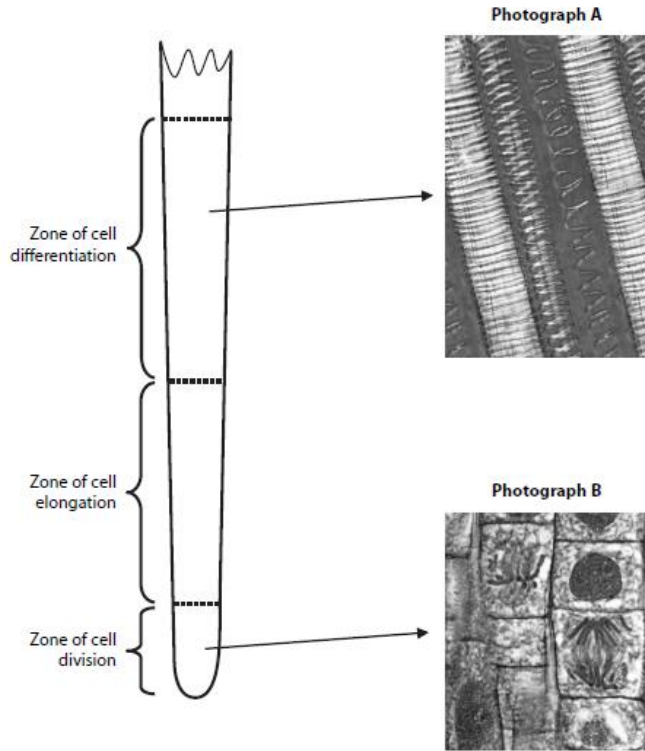 Photograph A
Zone of cell
differentiation
Zone of cell
elongation
Photograph B
Zone of cell
division